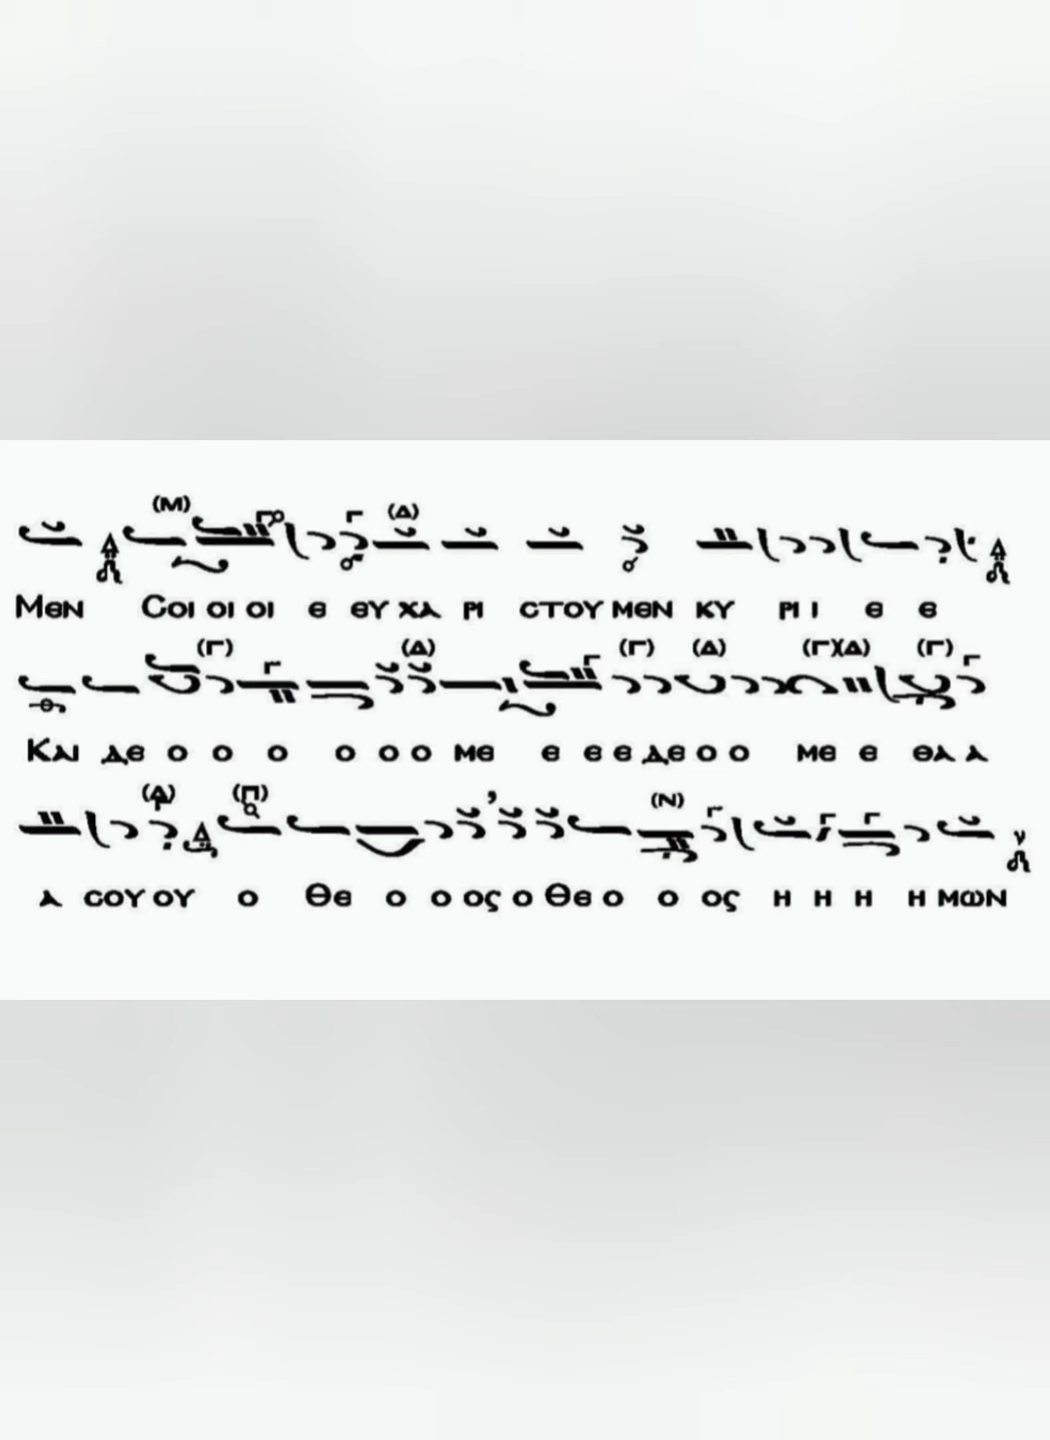 (Μ) (Δ)
Μεν Σοι οι οι ε ευ χα ρι στου μεν Κυ ρι ι ε ε
(Γ) (Δ) (Γ) (Δ) (Γ)(Δ) (Γ)
Και δε ο ο ο ο ο ο με ε ε ε δε ο ο με ε θα α
(Δ) (Π) (Ν)
α σου ου ο Θε ο ο ος ο Θε ο ο ος η η η η μων